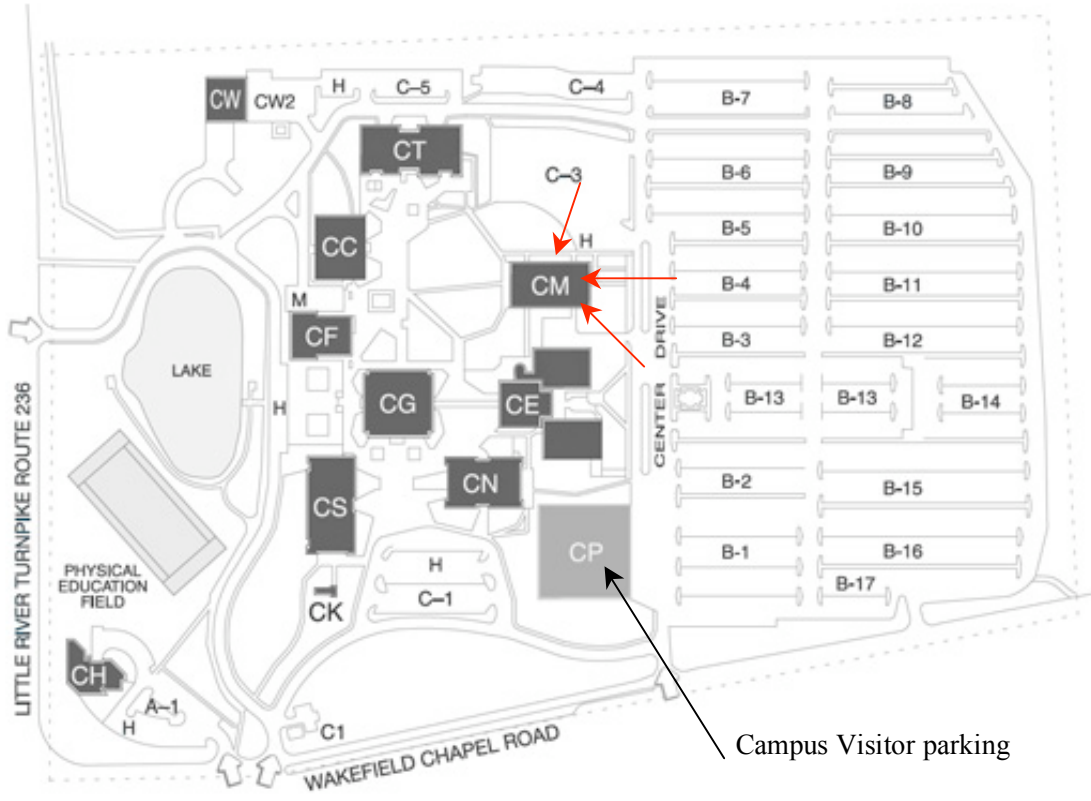 H
C–5
C–4
B-7
B-8
CW
CW2
CT
B-6
B-9
C–3
B-5
B-10
CC
H
CM
B-4
B-11
M
CF
B-3
B-12
LAKE
CENTER DRIVE
H
CG
CE
B-13
B-13
B-14
LITTLE RIVER TURNPIKE ROUTE 236
CS
CN
B-2
B-15
CP
B-1
B-16
PHYSICAL
EDUCATION
FIELD
H
C–1
B-17
CK
CH
A–1
H
C1
WAKEFIELD CHAPEL ROAD
Campus Visitor parking